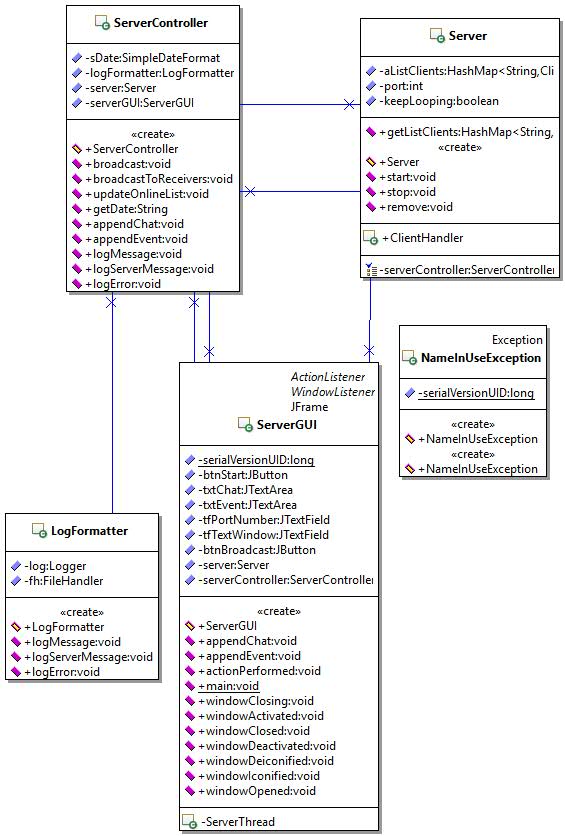 ServerController
-sDate:SimpleDateFormat
-logFormatter:LogFormatter
-server:Server
-serverGUI:ServerGUI
«create»
+ServerController
+broadcast:void
+broadcastToReceivers:void
+updateOnlineList:void
+getDate:String
+appendChat:void
+appendEvent:void
+logMessage:void
+logServerMessage:void
+logError:void
Server
-aListClients:HashMap<String,Cli
-port:int
-keepLooping:boolean
+getListClients:HashMap<String,
«create»
+Server
+start:void
+stop:void
+remove:void
+ClientHandler
-serverController:ServerController
Exception
NameInUseException
-serialVersionUID:long
«create»
+NameInUseException
«create»
+NameInUseException
ActionListener
WindowListener
JFrame
ServerGUI
-serialVersionUID:long
-btnStart:JButton
-txtChat:JTextArea
-txtEvent:JTextArea
-tfPortNumber:JTextField
-tfTextWindow:JTextField
-btnBroadcast:JButton
-server:Server
-serverController:ServerController
«create»
+ServerGUI
+appendChat:void
+appendEvent:void
+actionPerformed:void
+main:void
+windowClosing:void
+windowActivated:void
+windowClosed:void
+windowDeactivated:void
+windowDeiconified:void
+windowIconified:void
+windowOpened:void
-ServerThread
LogFormatter
-log:Logger
-fh:FileHandler
«create»
+LogFormatter
+logMessage:void
+logServerMessage:void
+logError:void